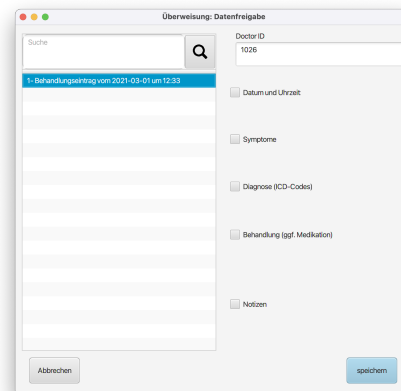 Überweisung: Datenfreigabe
Suche
Doctor ID
1026
1- Behandlungseintrag vom 2021-03-01 um 12:33
Datum und Uhrzeit
Symptome
Diagnose (ICD-Codes)
Behandlung (ggf. Medikation)
Notizen
Abbrechen
speichern